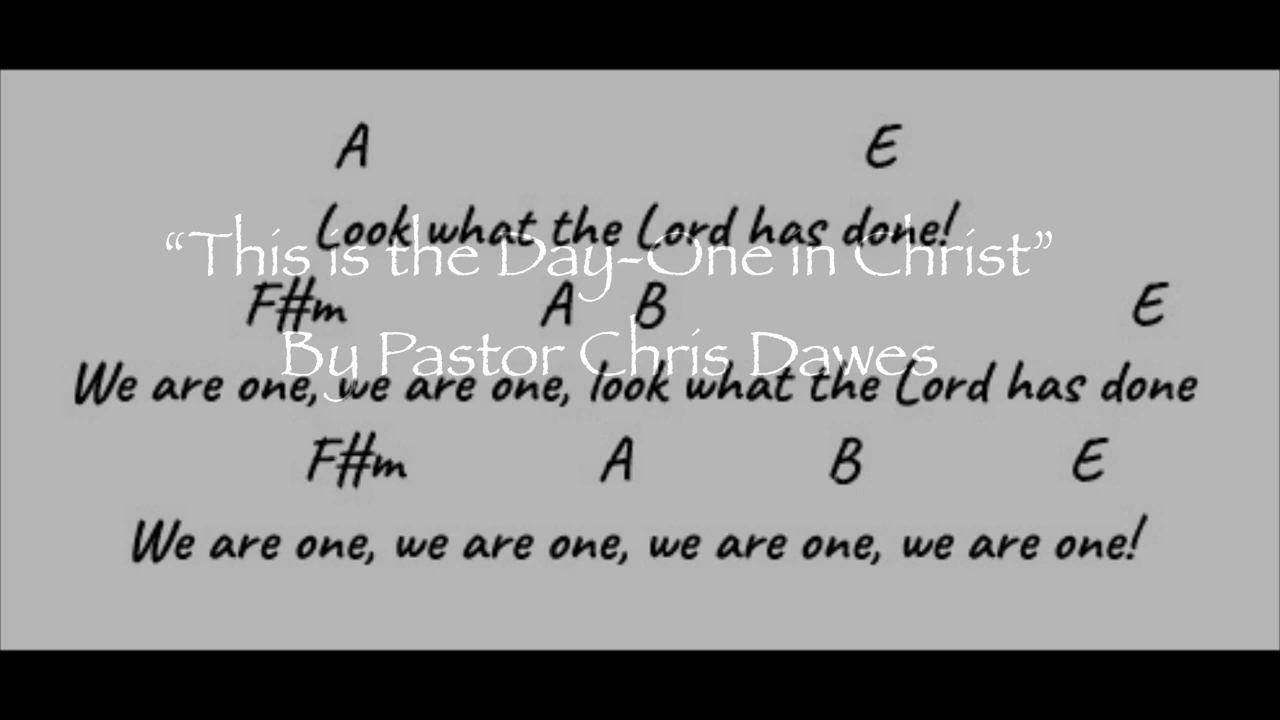 A E
Look what the Lord has done!
“This is the Day-One in Christ”
F#m A B E
By Pastor Chris Dawes
We are one, we are one, look what the Lord has done
F#m A B E
We are one, we are one, we are one, we are one!